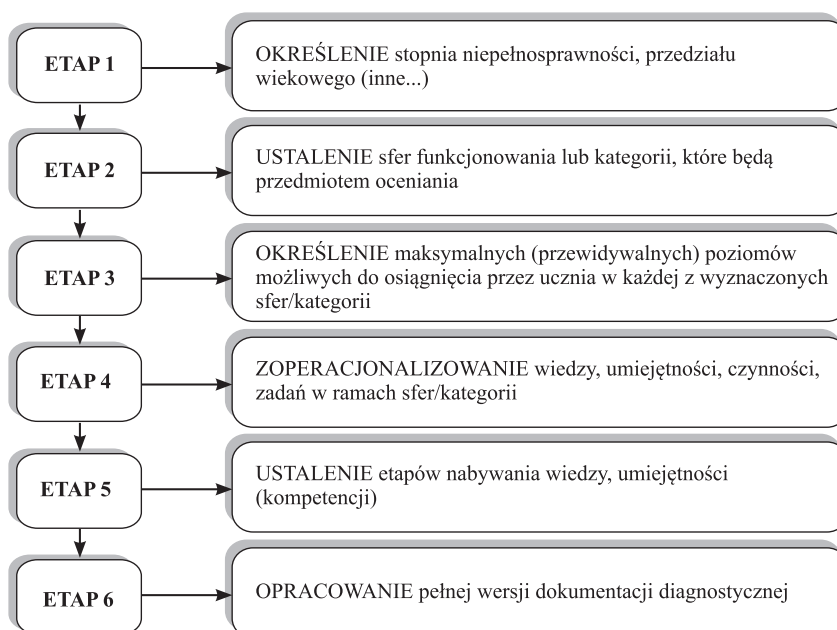 ETAP 1
OKREŚLENIE stopnia niepełnosprawności, przedziału
wiekowego (inne...)
ETAP 2
USTALENIE sfer funkcjonowania lub kategorii, które będą
przedmiotem oceniania
ETAP 3
OKREŚLENIE maksymalnych (przewidywalnych) poziomów
możliwych do osiągnięcia przez ucznia w każdej z wyznaczonych
sfer/kategorii
ETAP 4
ZOPERACJONALIZOWANIE wiedzy, umiejętności, czynności,
zadań w ramach sfer/kategorii
ETAP 5
USTALENIE etapów nabywania wiedzy, umiejętności
(kompetencji)
ETAP 6
OPRACOWANIE pełnej wersji dokumentacji diagnostycznej